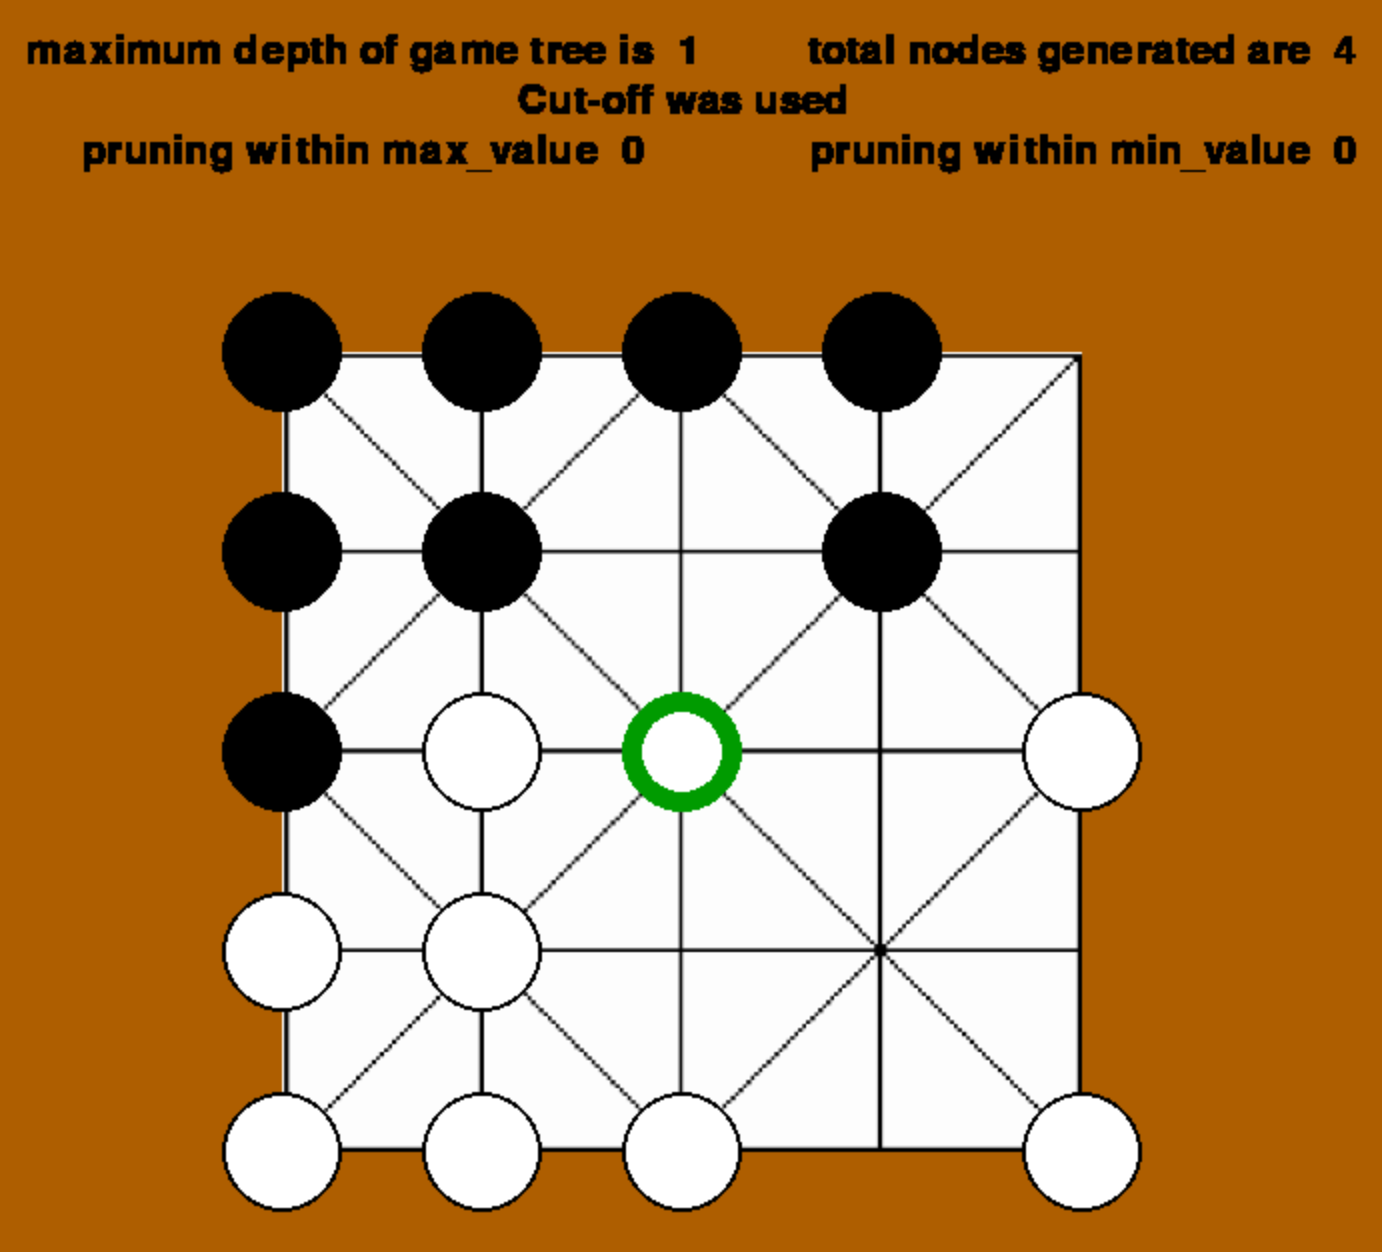 maximum depth of game tree is 1 total nodes generated are 4
Cut-off was used
pruning within max_value 0 pruning within min_value 0